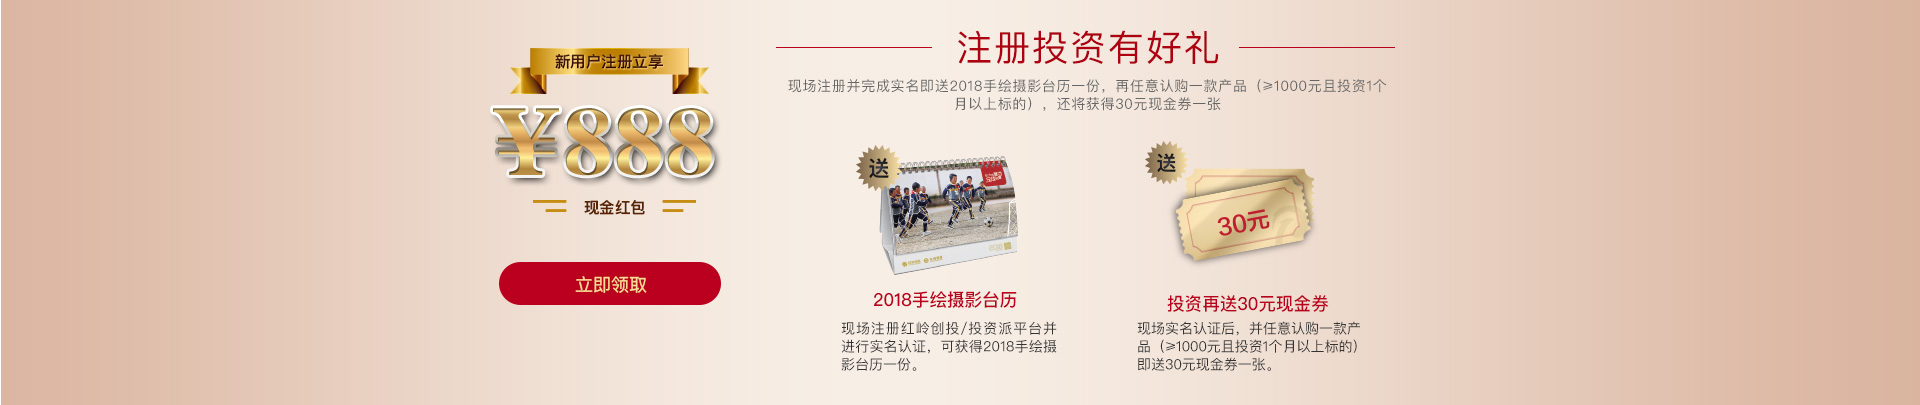 新用户注册立享
¥888
现金红包
立即领取
注册投资有好礼
现场注册并完成实名即送2018手绘摄影台历一份，再任意认购一款产品（≥1000元且投资1个
月以上标的），还将获得30元现金券一张
送
2018手绘摄影台历
现场注册红岭创投/投资派平台并
进行实名认证，可获得2018手绘摄
影台历一份。
送
30元
投资再送30元现金券
现场实名认证后，并任意认购一款产
品（≥1000元且投资1个月以上标的）
即送30元现金券一张。